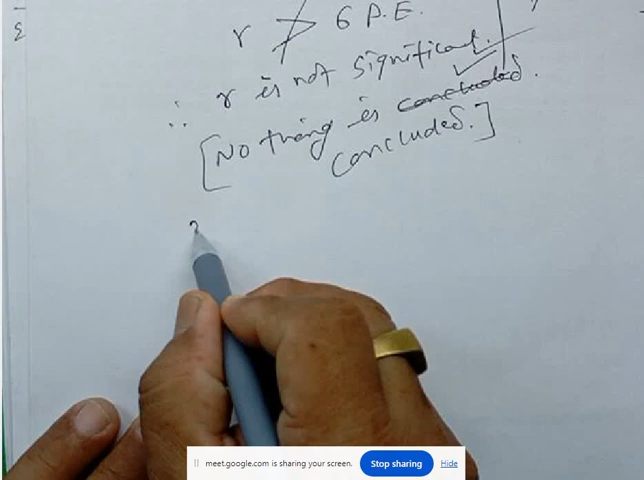 r ≯ 6 P.E.
∴ r is not significant.
[No thing is concluded.
concluded.]
meet.google.com is sharing your screen. Stop sharing Hide